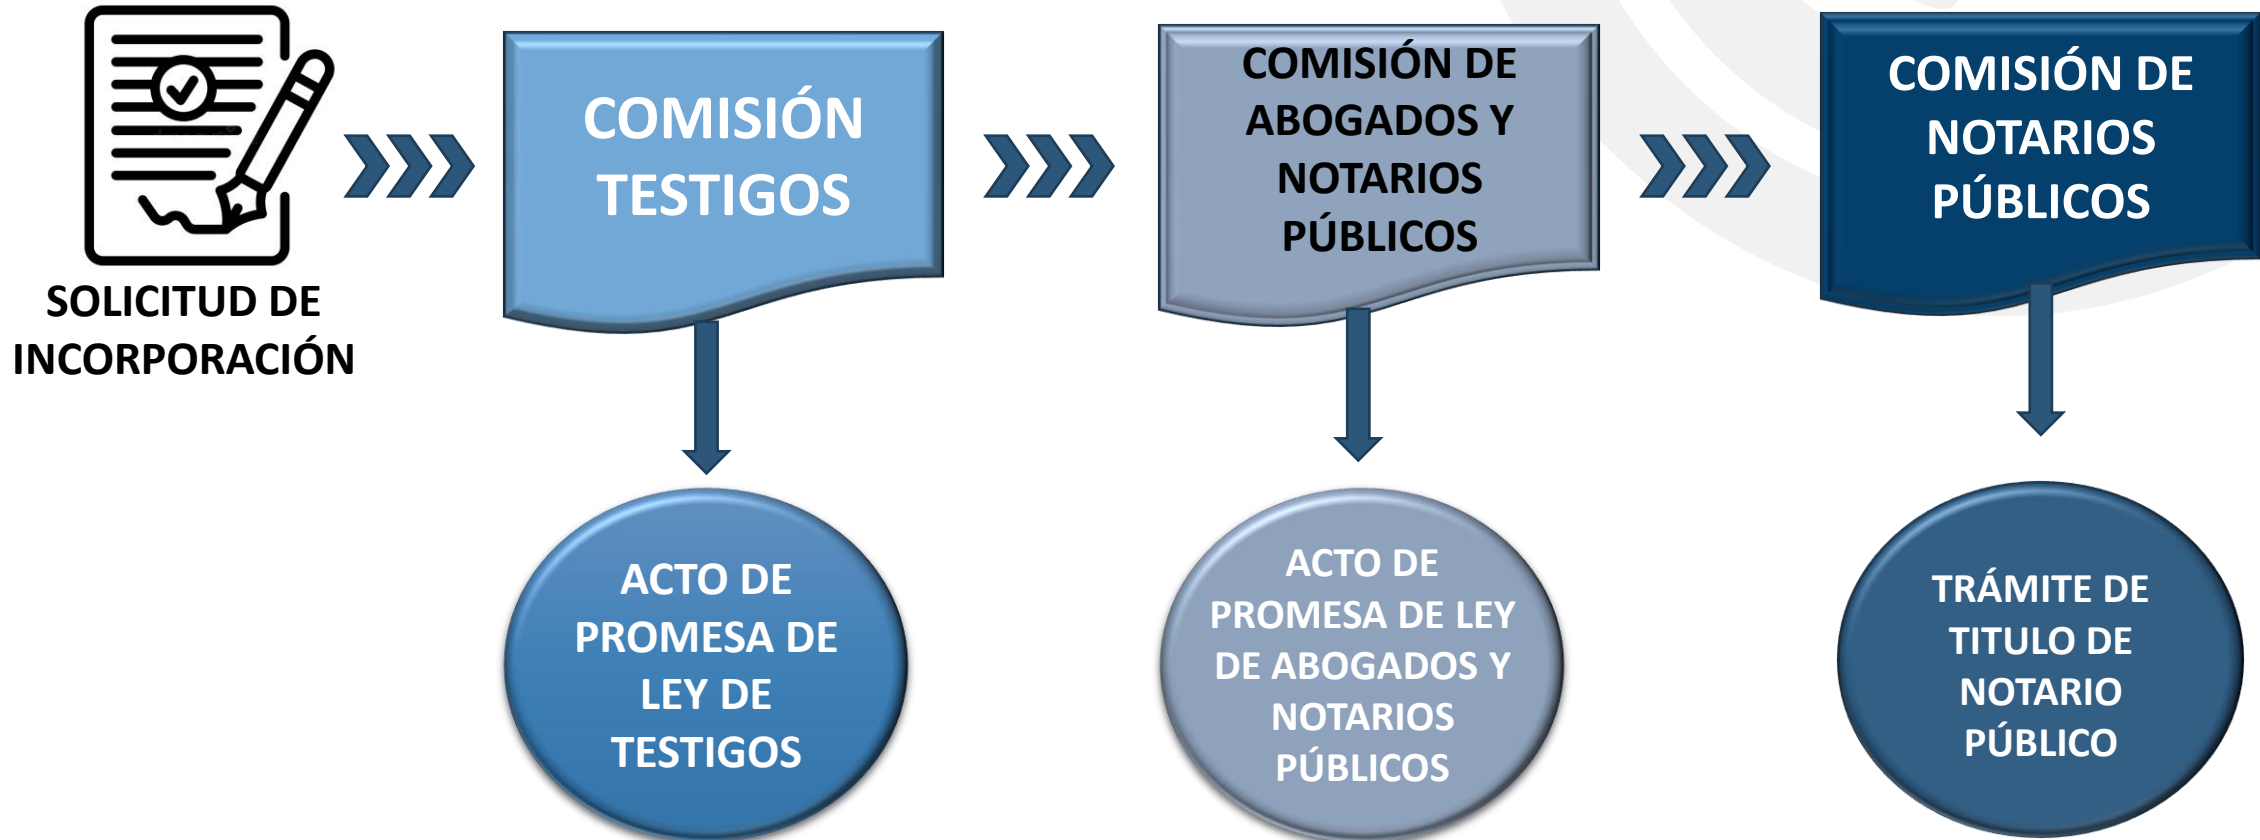 SOLICITUD DE
INCORPORACIÓN
COMISIÓN
TESTIGOS
COMISIÓN DE
ABOGADOS Y
NOTARIOS
PÚBLICOS
COMISIÓN DE
NOTARIOS
PÚBLICOS
ACTO DE
PROMESA DE
LEY DE
TESTIGOS
ACTO DE
PROMESA DE LEY
DE ABOGADOS Y
NOTARIOS
PÚBLICOS
TRÁMITE DE
TITULO DE
NOTARIO
PÚBLICO